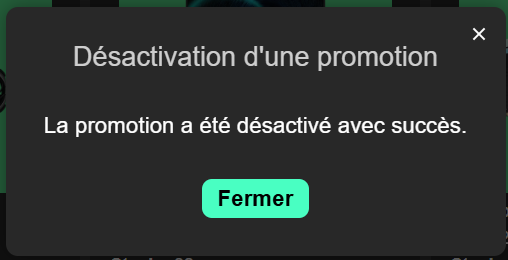 Désactivation d'une promotion
La promotion a été désactivé avec succès.
Fermer